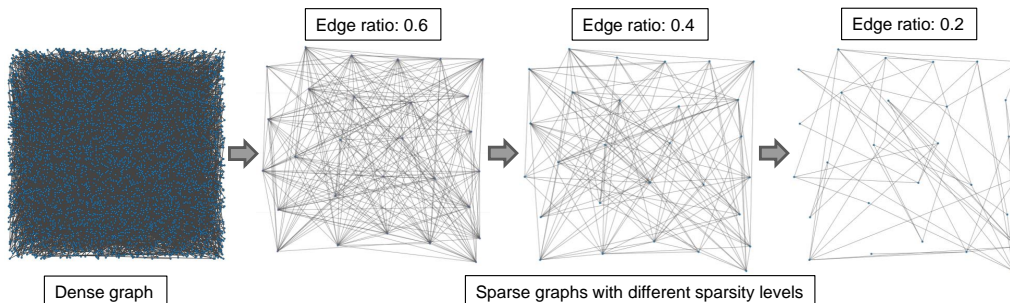 Edge ratio: 0.6
Edge ratio: 0.4
Edge ratio: 0.2
Dense graph
Sparse graphs with different sparsity levels